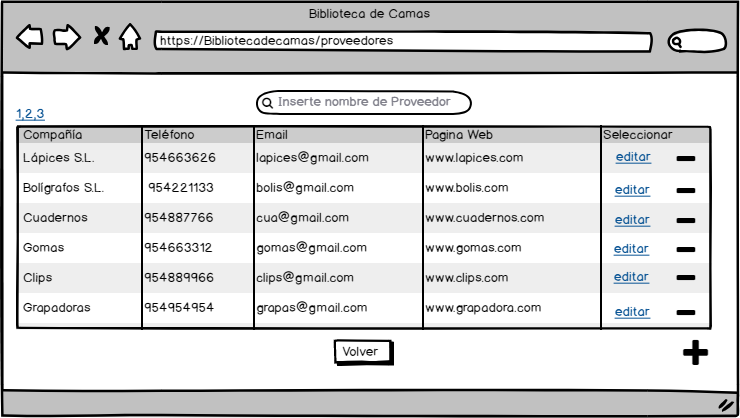 Biblioteca de Camas
https://Bibliotecadecamas/proveedores
Inserte nombre de Proveedor
1,2,3
Compañía Teléfono Email Pagina Web Seleccionar
Lápices S.L. 954663626 lapices@gmail.com www.lapices.com editar
Bolígrafos S.L. 954221133 bolis@gmail.com www.bolis.com editar
Cuadernos 954887766 cua@gmail.com www.cuadernos.com editar
Gomas 954663312 gomas@gmail.com www.gomas.com editar
Clips 954889966 clips@gmail.com www.clips.com editar
Grapadoras 954954954 grapas@gmail.com www.grapadora.com editar
Volver